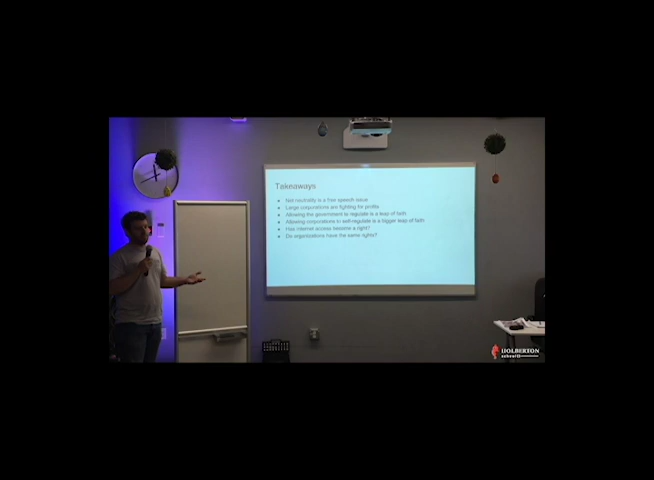 Takeaways
Net neutrality is a free speech issue
Large corporations are fighting for profits
Allowing the government to regulate is a leap of faith
Allowing corporations to self-regulate is a bigger leap of faith
Has internet access become a right?
Do organizations have the same rights?
HOLBERTON
school